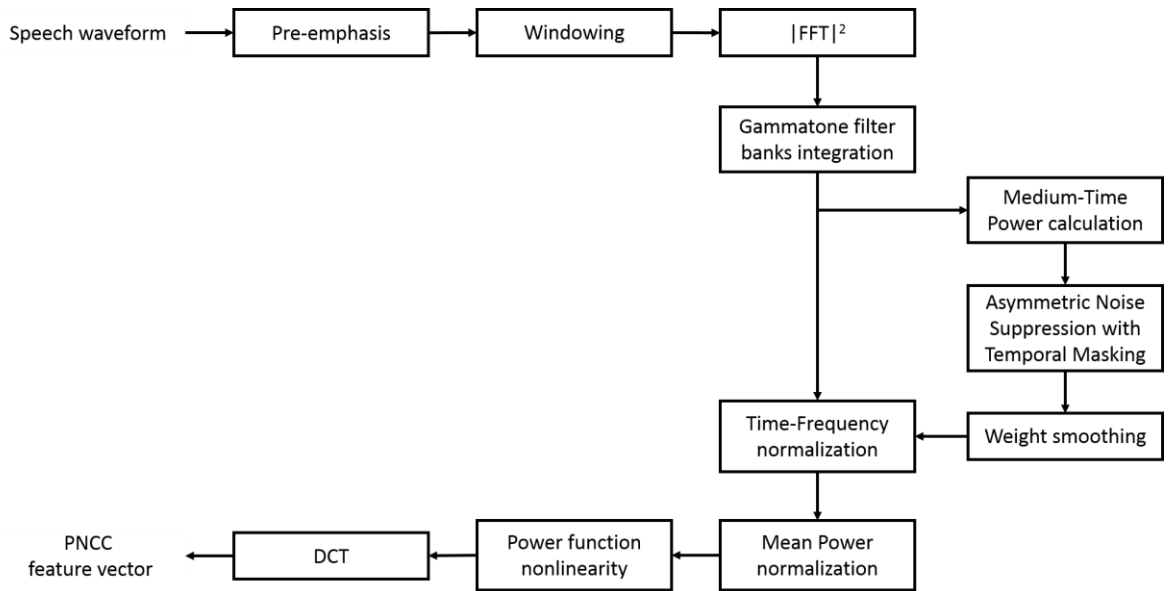 Speech waveform
Pre-emphasis
Windowing
|FFT|²
Gammatone filter
banks integration
Medium-Time
Power calculation
Asymmetric Noise
Suppression with
Temporal Masking
Weight smoothing
Time-Frequency
normalization
Mean Power
normalization
Power function
nonlinearity
DCT
PNCC
feature vector